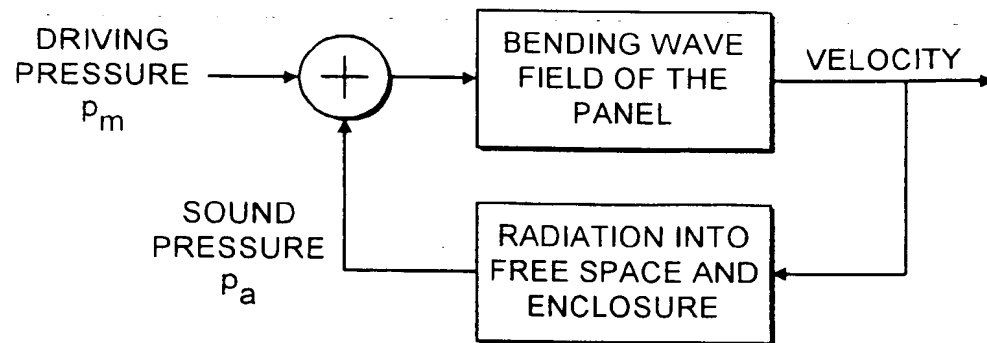 DRIVING
PRESSURE
pm
BENDING WAVE
FIELD OF THE
PANEL
VELOCITY
SOUND
PRESSURE
pa
RADIATION INTO
FREE SPACE AND
ENCLOSURE